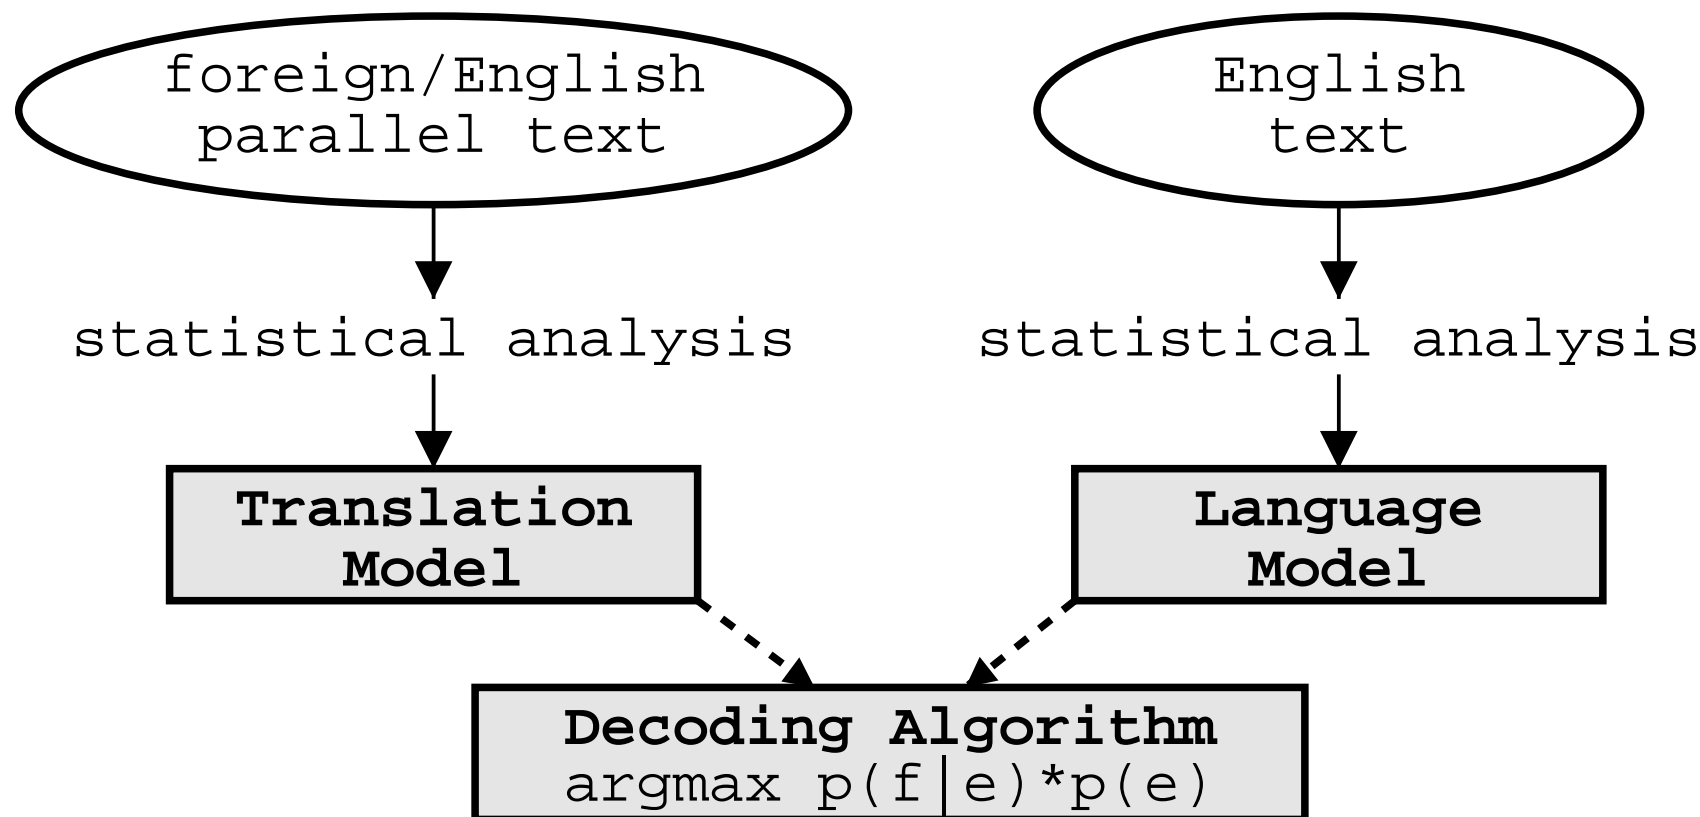 foreign/English
parallel text
English
text
statistical analysis
statistical analysis
Translation
Model
Language
Model
Decoding Algorithm
argmax p(f|e)*p(e)